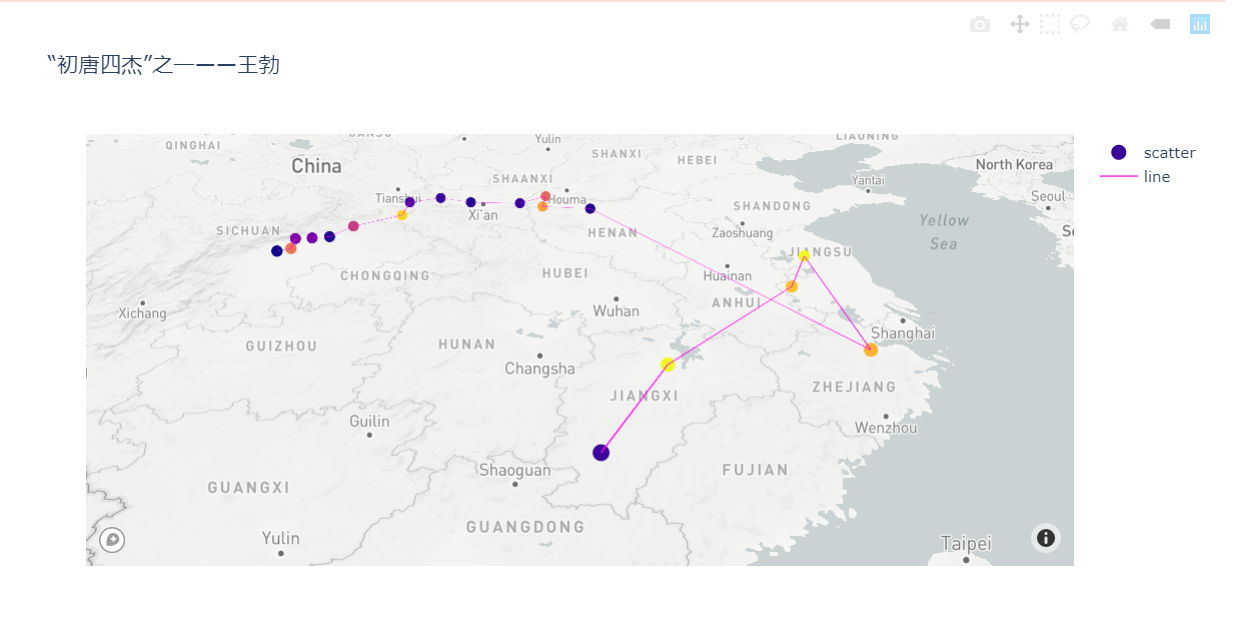 “初唐四杰”之一——王勃
scatter
line
LIAONING
QINGHAI
China
Yulin
SHANXI
HEBEI
North Korea
SHAANXI
Yantai
Seoul
Tianshui
Houma
SHANDONG
Xi'an
Yellow
Sea
SICHUAN
HENAN
Zaoshuang
JIANGSU
CHONGQING
HUBEI
Huainan
ANHUI
Xichang
Wuhan
Shanghai
GUIZHOU
HUNAN
Changsha
ZHEJIANG
JIANGXI
Guilin
Wenzhou
Shaoguan
FUJIAN
GUANGXI
GUANGDONG
Yulin
Taipei